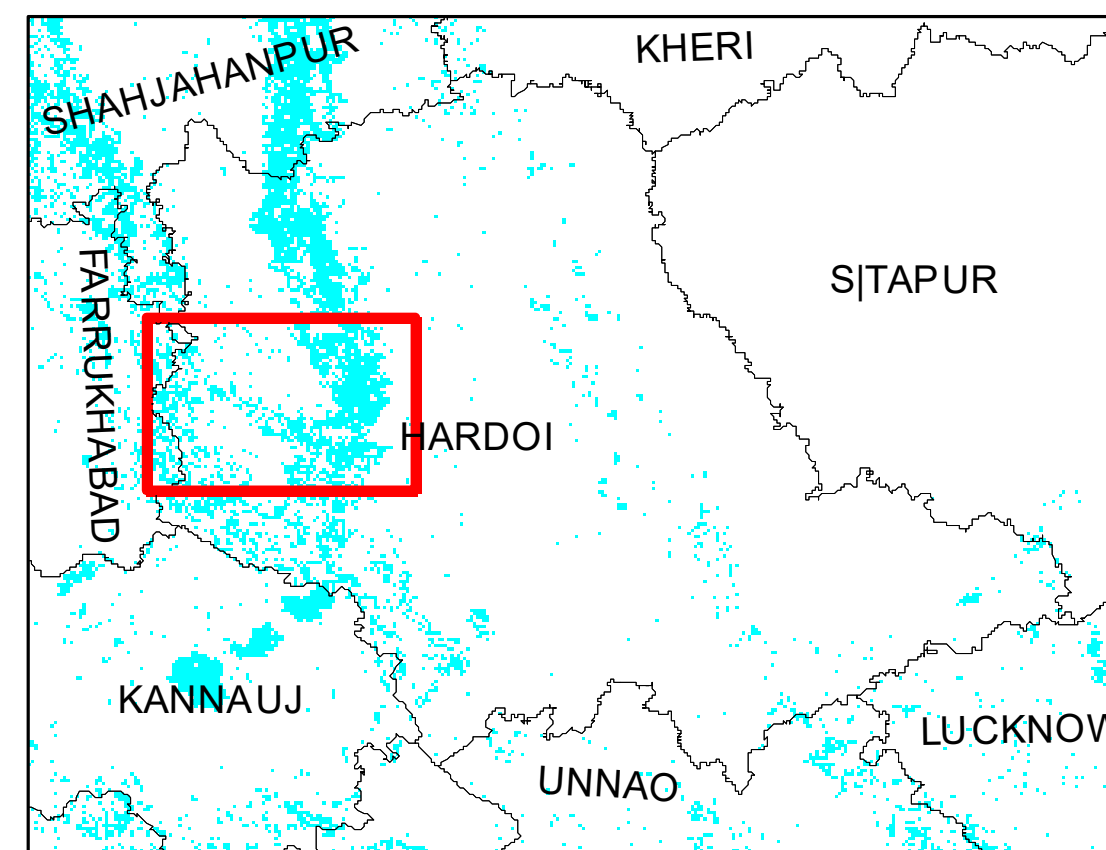 KHERI
SHAHJAHANPUR
S|TAPUR
FARRUKHABAD
HARDOI
KANNAUJ
LUCKNOW
UNNAO